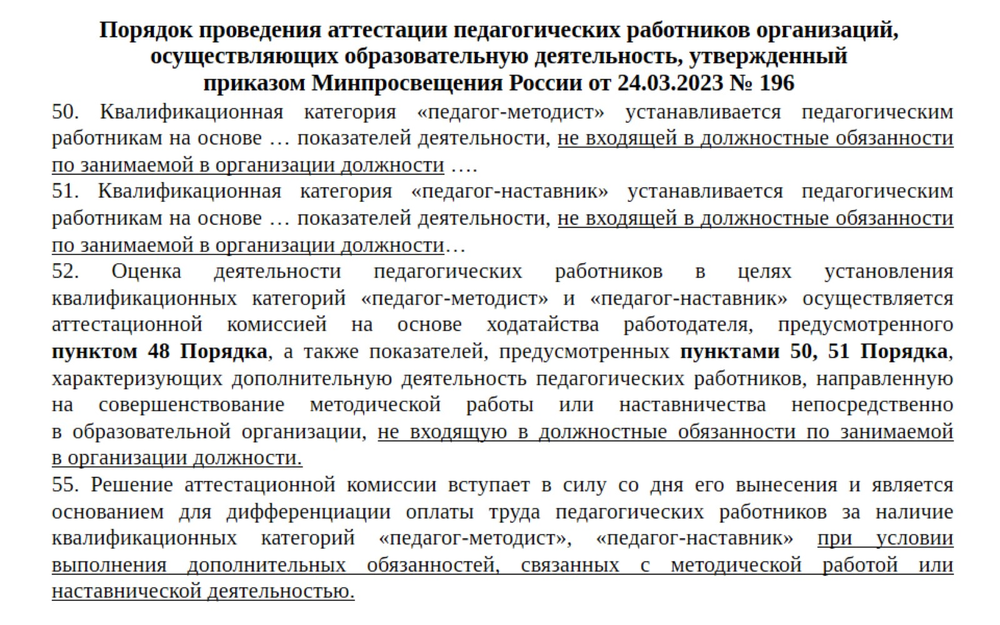 Порядок проведения аттестации педагогических работников организаций,
осуществляющих образовательную деятельность, утвержденный
приказом Минпросвещения России от 24.03.2023 № 196
50. Квалификационная категория «педагог-методист» устанавливается педагогическим
работникам на основе … показателей деятельности, не входящей в должностные обязанности
по занимаемой в организации должности ….
51. Квалификационная категория «педагог-наставник» устанавливается педагогическим
работникам на основе … показателей деятельности, не входящей в должностные обязанности
по занимаемой в организации должности…
52. Оценка деятельности педагогических работников в целях установления
квалификационных категорий «педагог-методист» и «педагог-наставник» осуществляется
аттестационной комиссией на основе ходатайства работодателя, предусмотренного
пунктом 48 Порядка, а также показателей, предусмотренных пунктами 50, 51 Порядка,
характеризующих дополнительную деятельность педагогических работников, направленную
на совершенствование методической работы или наставничества непосредственно
в образовательной организации, не входящую в должностные обязанности по занимаемой
в организации должности.
55. Решение аттестационной комиссии вступает в силу со дня его вынесения и является
основанием для дифференциации оплаты труда педагогических работников за наличие
квалификационных категорий «педагог-методист», «педагог-наставник» при условии
выполнения дополнительных обязанностей, связанных с методической работой или
наставнической деятельностью.